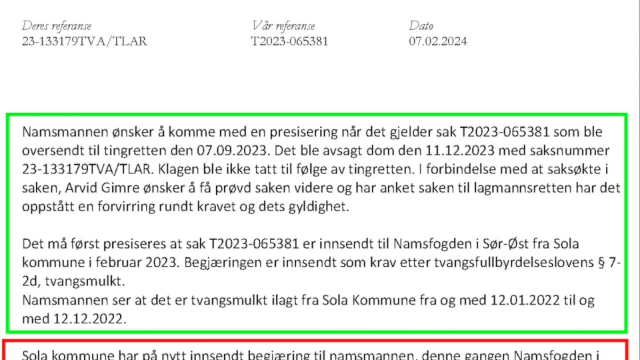 Deres referanse Vår referanse Dato
23-133179TVA/TLAR T2023-065381 07.02.2024
Namsmannen ønsker å komme med en presisering når det gjelder sak T2023-065381 som ble
oversendt til tingretten den 07.09.2023. Det ble avsagt dom den 11.12.2023 med saksnummer
23-133179TVA/TLAR. Klagen ble ikke tatt til følge av tingretten. I forbindelse med at saksøkte i
saken, Arvid Gimre ønsker å få prøvd saken videre og har anket saken til lagmannsretten har det
oppstått en forvirring rundt kravet og dets gyldighet.
Det må først presiseres at sak T2023-065381 er innsendt til Namsfogden i Sør-Øst fra Sola
kommune i februar 2023. Begjæringen er innsendt som krav etter tvangsfullbyrdelseslovens § 7-
2d, tvangsmulkt.
Namsmannen ser at det er tvangsmulkt ilagt fra Sola Kommune fra og med 12.01.2022 til og
med 12.12.2022.
Sola kommune har på nytt innsendt begjæring til namsmannen, denne gangen Namsfogden i